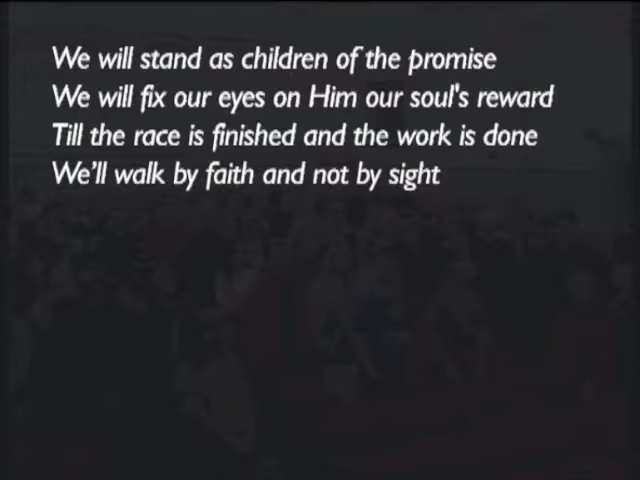 We will stand as children of the promise
We will fix our eyes on Him our soul's reward
Till the race is finished and the work is done
We'll walk by faith and not by sight